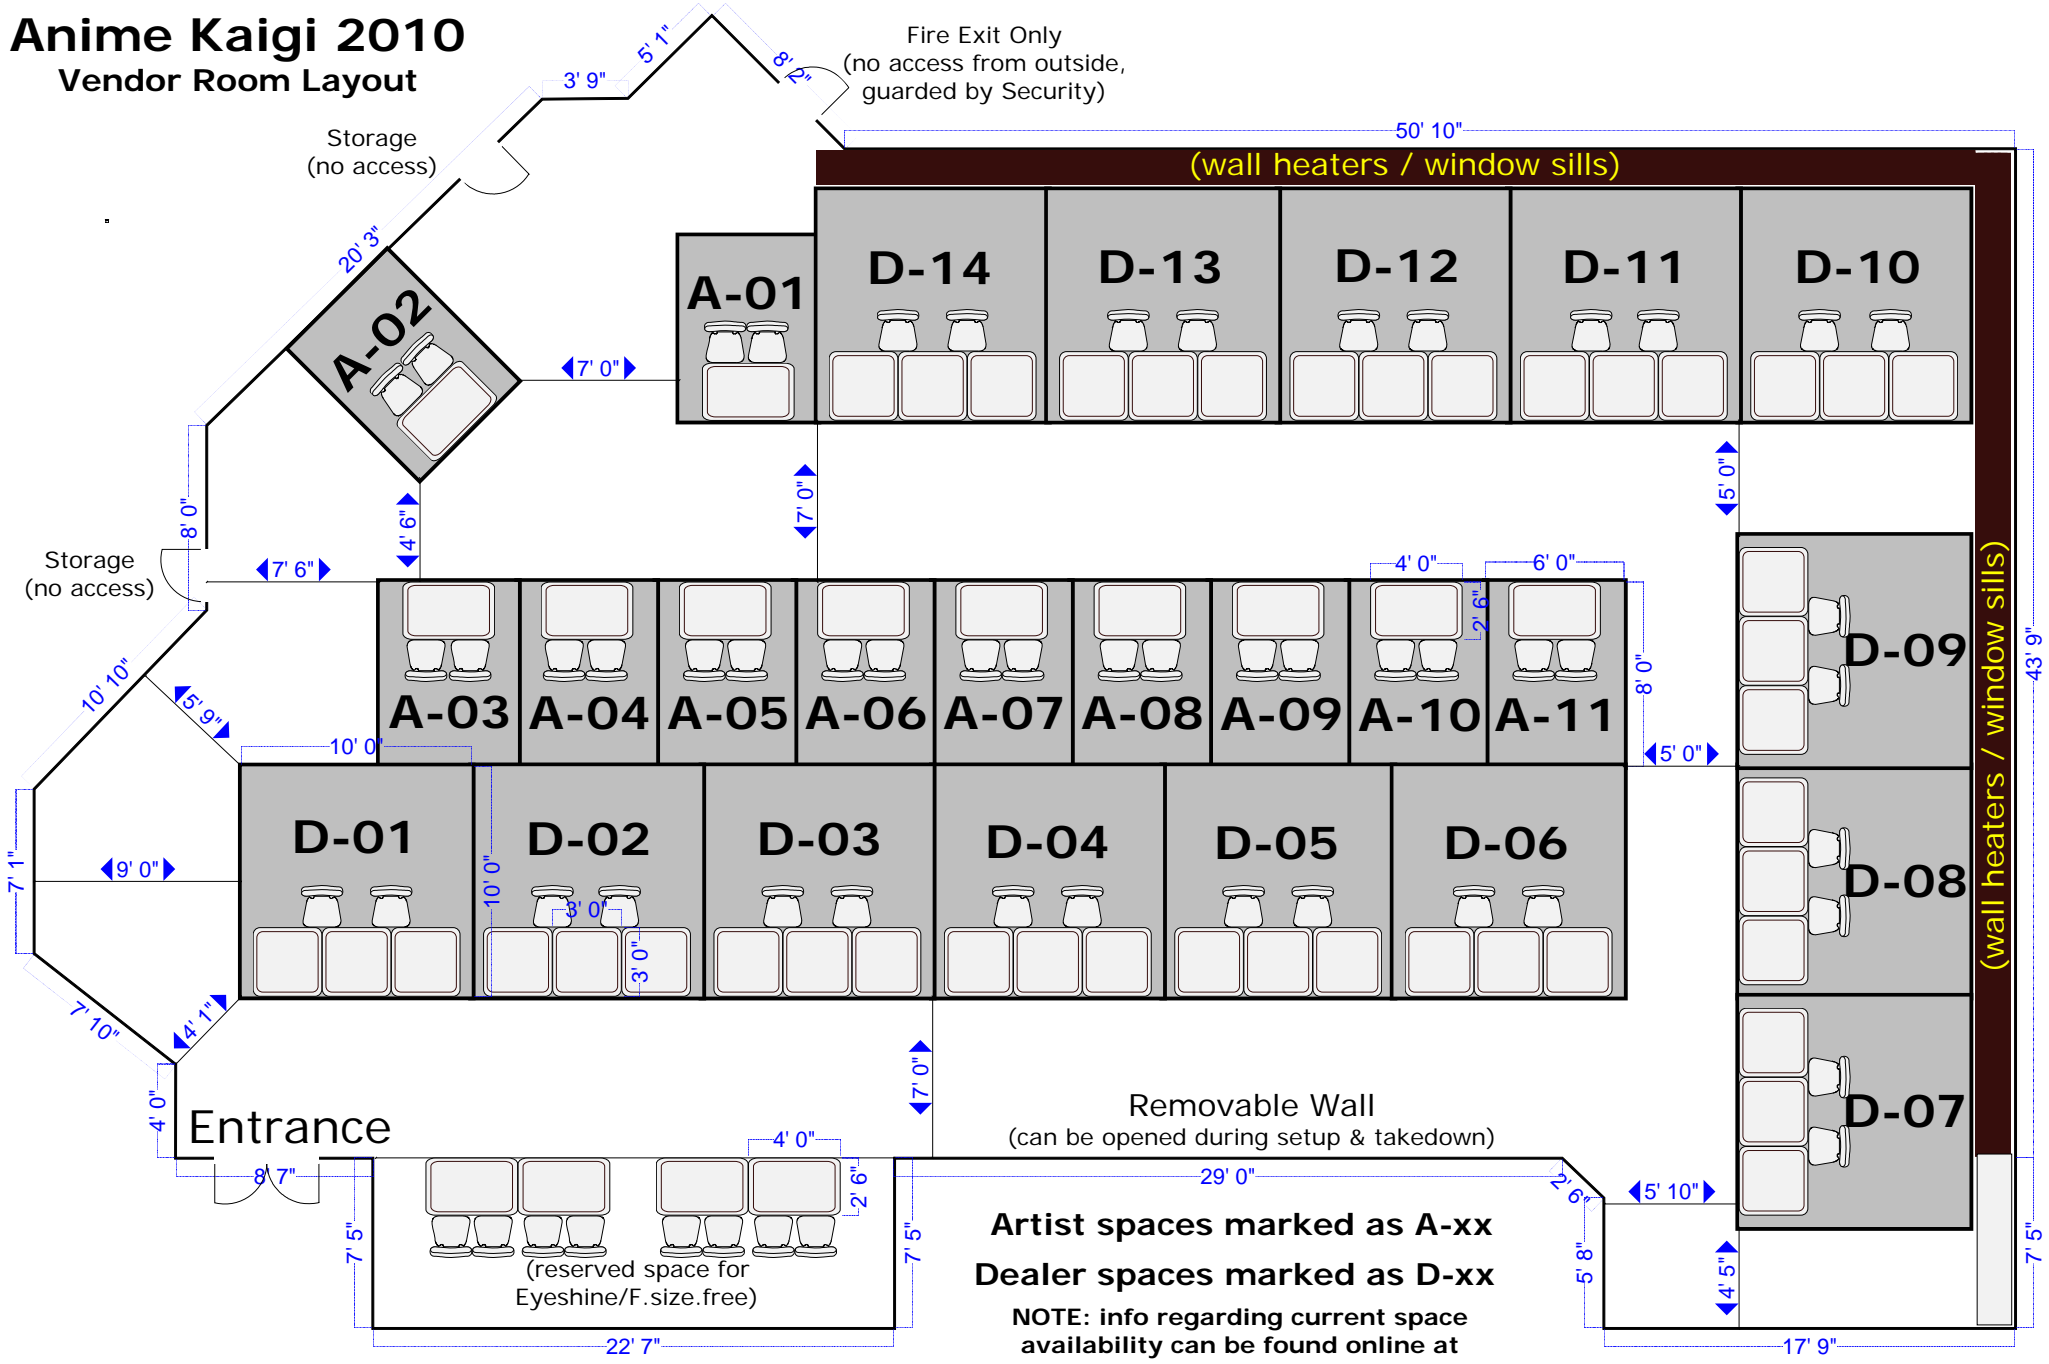 Anime Kaigi 2010
Vendor Room Layout
Fire Exit Only
(no access from outside,
guarded by Security)
5' 1"
8' 2"
3' 9"
Storage
(no access)
50' 10"
(wall heaters / window sills)
20' 3"
A-02
A-01
D-14
D-13
D-12
D-11
D-10
7' 0"
8' 0"
4' 6"
7' 0"
5' 0"
Storage
(no access)
7' 6"
4' 0"
6' 0"
2' 6"
8' 0"
(wall heaters / window sills)
43' 9"
D-09
10' 10"
5' 9"
A-03
A-04
A-05
A-06
A-07
A-08
A-09
A-10
A-11
10' 0"
5' 0"
7' 1"
9' 0"
D-01
D-02
D-03
D-04
D-05
D-06
D-08
10' 0"
3' 0"
3' 0"
7' 10"
4' 1"
4' 0"
7' 0"
D-07
Entrance
Removable Wall
(can be opened during setup & takedown)
8' 7"
4' 0"
2' 6"
29' 0"
2' 6"
5' 10"
7' 5"
7' 5"
5' 8"
4' 5"
7' 5"
(reserved space for
Eyeshine/F.size.free)
Artist spaces marked as A-xx
Dealer spaces marked as D-xx
NOTE: info regarding current space
availability can be found online at
22' 7"
17' 9"